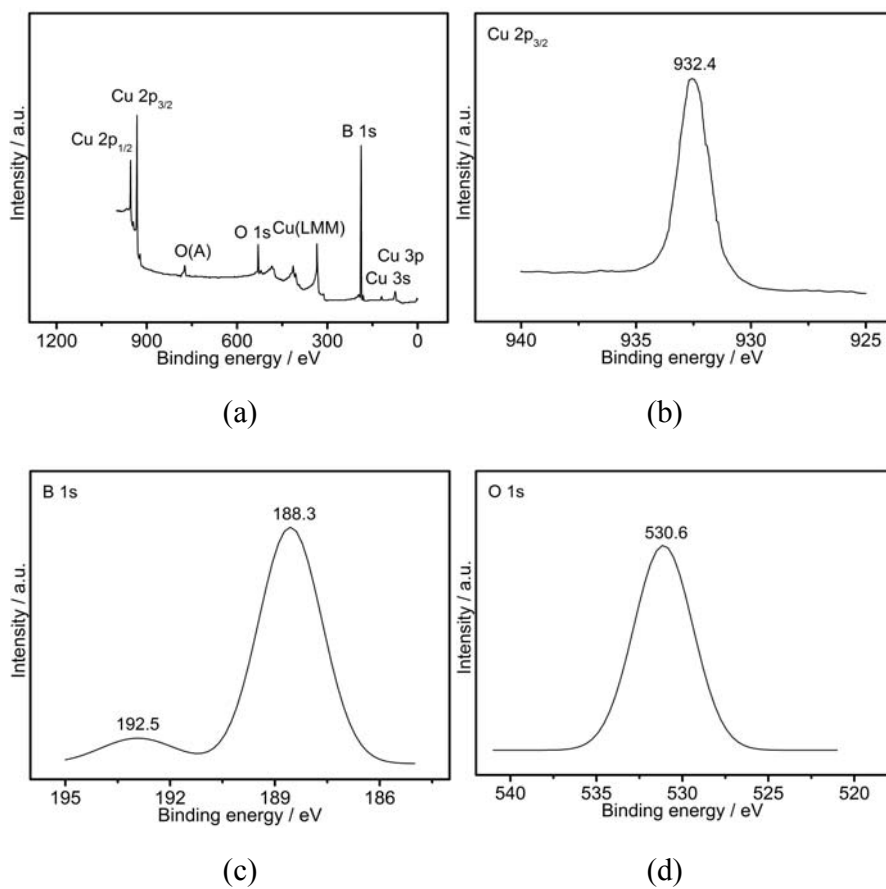 Cu 2p3/2
Cu 2p1/2
B 1s
O(A)
O 1s
Cu(LMM)
Cu 3p
Cu 3s
Intensity / a.u.
1200 900 600 300 0
Binding energy / eV
(a)
Cu 2p3/2
932.4
Intensity / a.u.
940 935 930 925
Binding energy / eV
(b)
B 1s
188.3
192.5
Intensity / a.u.
195 192 189 186
Binding energy / eV
(c)
O 1s
530.6
Intensity / a.u.
540 535 530 525 520
Binding energy / eV
(d)